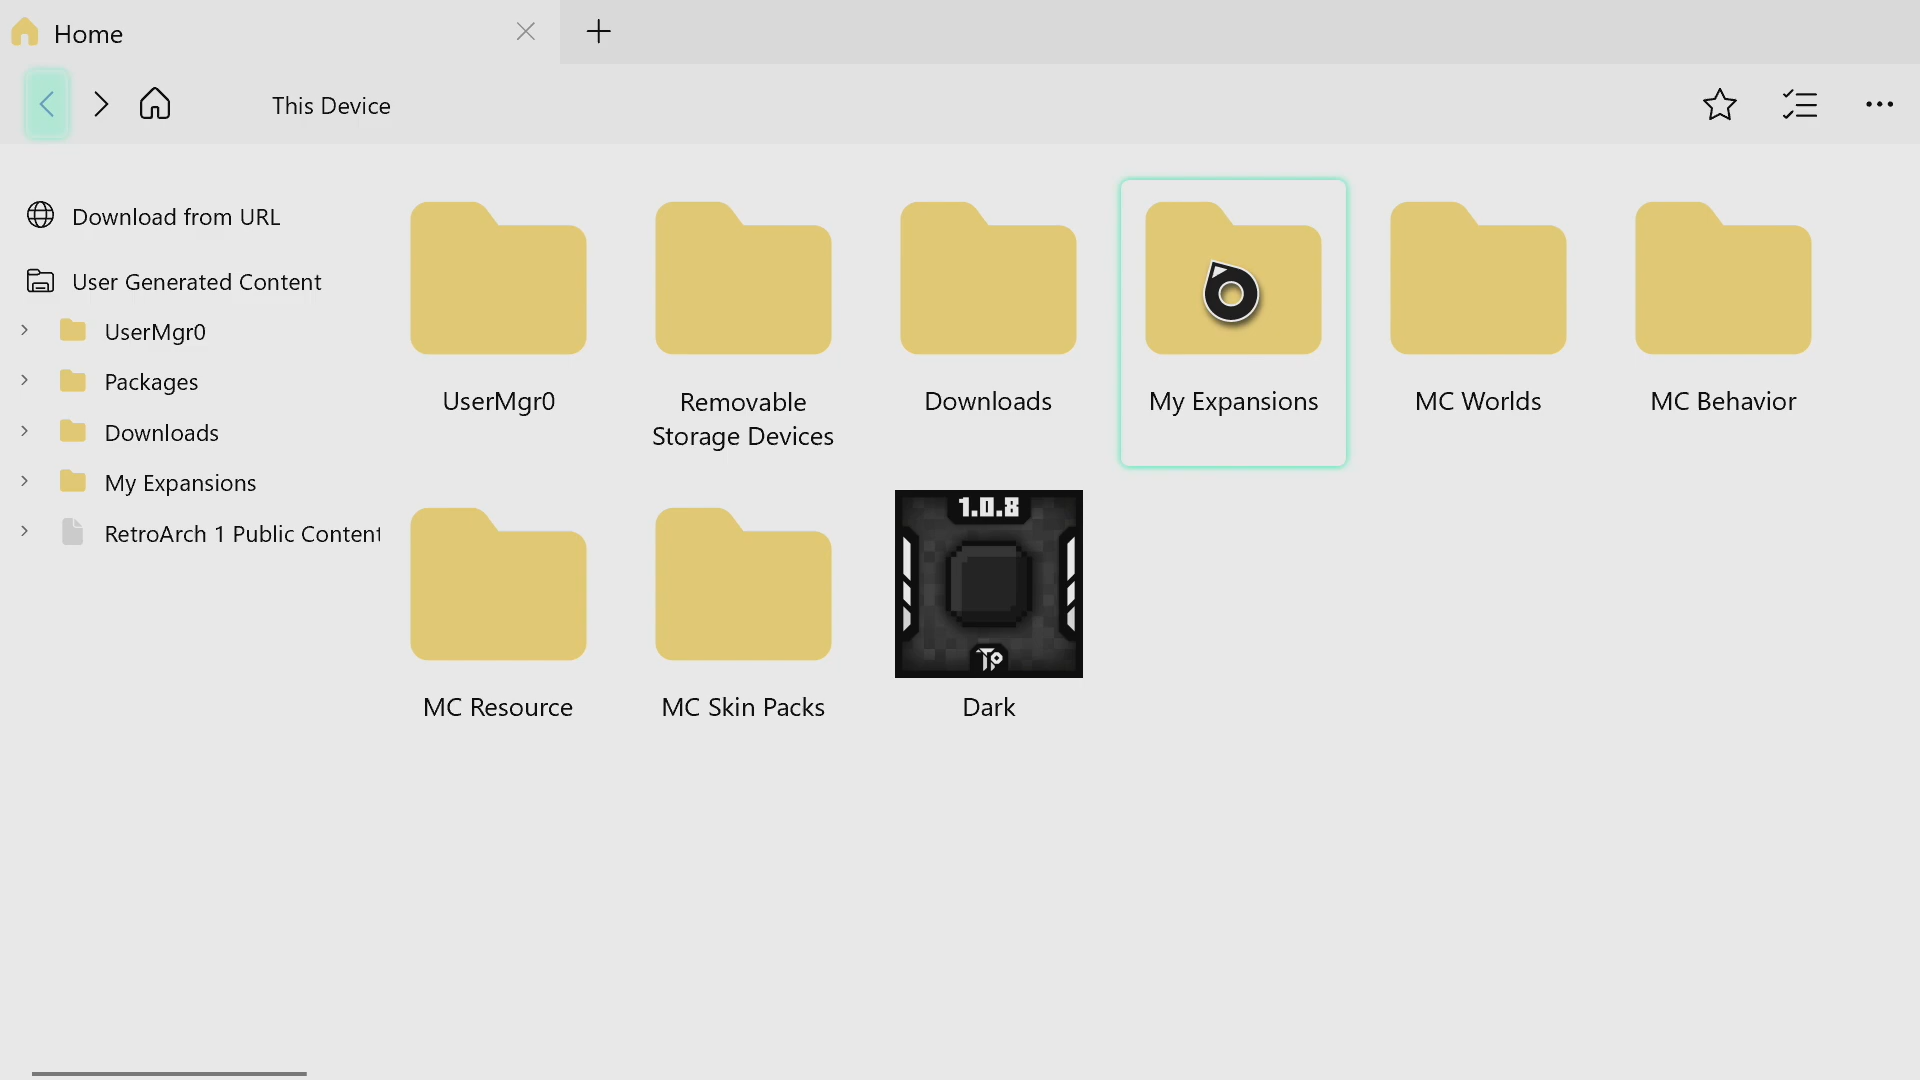 Home
This Device
Download from URL
User Generated Content
UserMgr0
Packages
Downloads
My Expansions
RetroArch 1 Public Content
UserMgr0
Removable
Storage Devices
Downloads
My Expansions
MC Worlds
MC Behavior
1.0.8
TP
MC Resource
MC Skin Packs
Dark